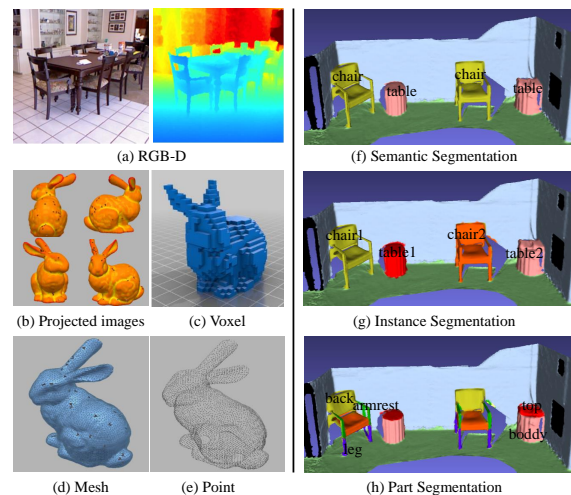 (a) RGB-D
(b) Projected images
(c) Voxel
(d) Mesh
(e) Point
chair
chair
table
table
(f) Semantic Segmentation
chair1
chair2
table1
table2
(g) Instance Segmentation
back
armrest
top
boddy
leg
(h) Part Segmentation